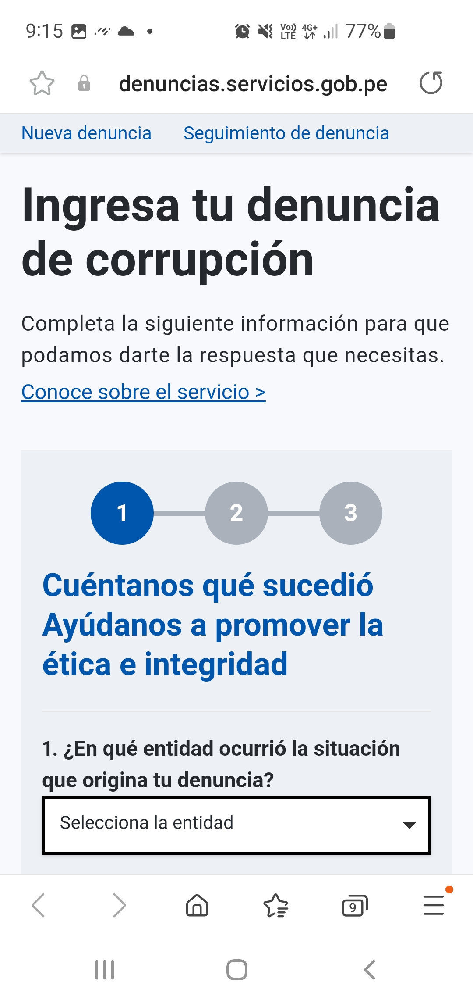 9:15
Vo)) LTE 4G+ 77%
denuncias.servicios.gob.pe
Nueva denuncia Seguimiento de denuncia
Ingresa tu denuncia
de corrupción
Completa la siguiente información para que
podamos darte la respuesta que necesitas.
Conoce sobre el servicio >
1 2 3
Cuéntanos qué sucedió
Ayúdanos a promover la
ética e integridad
1. ¿En qué entidad ocurrió la situación
que origina tu denuncia?
Selecciona la entidad
9